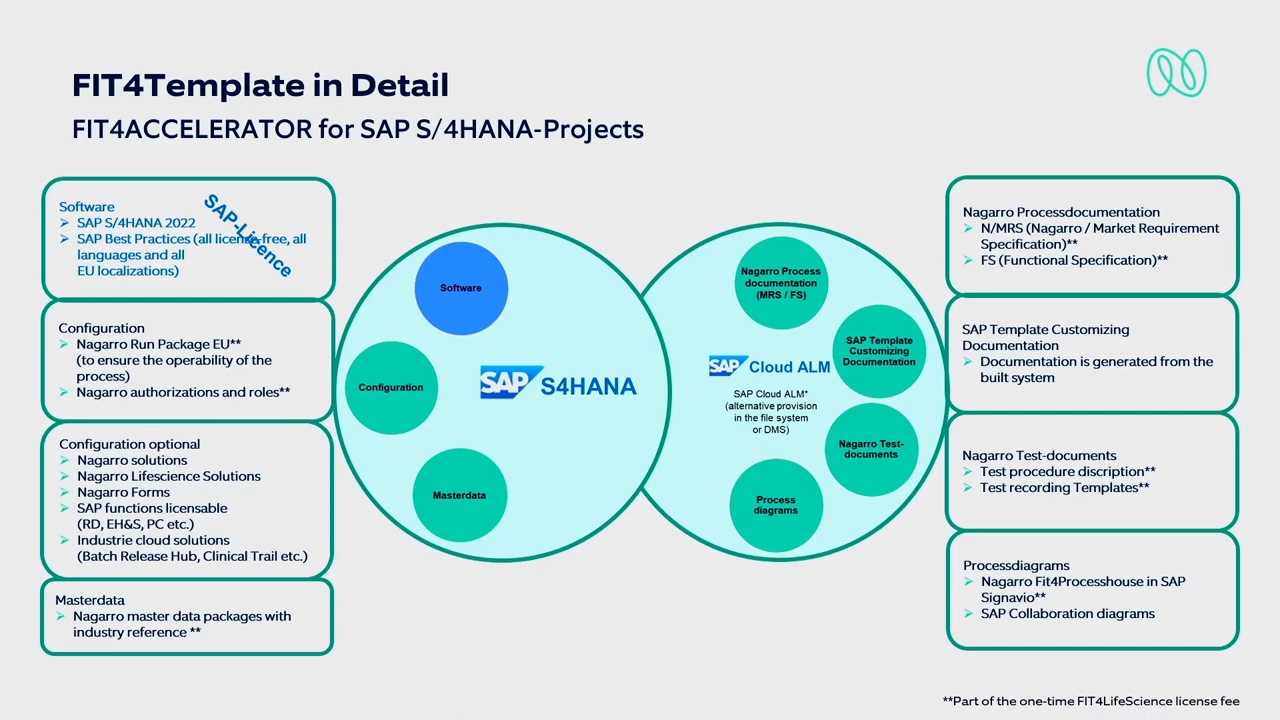 FIT4Template in Detail
FIT4ACCELERATOR for SAP S/4HANA-Projects
Software
SAP S/4HANA 2022
SAP Best Practices (all license-free, all
languages and all
EU localizations)
SAP-Licence
Configuration
Nagarro Run Package EU**
(to ensure the operability of the
process)
Nagarro authorizations and roles**
Configuration optional
Nagarro solutions
Nagarro Lifescience Solutions
Nagarro Forms
SAP functions licensable
(RD, EH&S, PC etc.)
Industrie cloud solutions
(Batch Release Hub, Clinical Trail etc.)
Masterdata
Nagarro master data packages with
industry reference **
Software
Configuration
Masterdata
SAP S4HANA
Nagarro Process
documentation
(MRS / FS)
SAP Template
Customizing
Documentation
SAP Cloud ALM
SAP Cloud ALM*
(alternative provision
in the file system
or DMS)
Nagarro Test-
documents
Process
diagrams
Nagarro Processdocumentation
N/MRS (Nagarro / Market Requirement
Specification)**
FS (Functional Specification)**
SAP Template Customizing
Documentation
Documentation is generated from the
built system
Nagarro Test-documents
Test procedure discription**
Test recording Templates**
Processdiagrams
Nagarro Fit4Processhouse in SAP
Signavio**
SAP Collaboration diagrams
**Part of the one-time FIT4LifeScience license fee